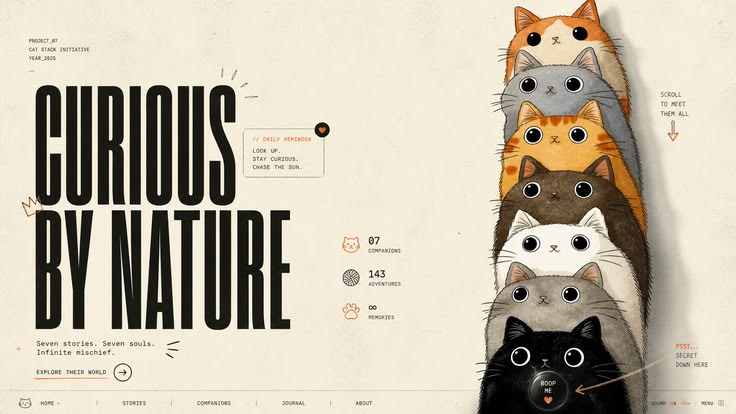 PROJECT_07
CAT STACK INITIATIVE
YEAR_2025
CURIOUS
BY NATURE
// DAILY REMINDER
LOOK UP.
STAY CURIOUS.
CHASE THE SUN.
07
COMPANIONS
143
ADVENTURES
∞
MEMORIES
Seven stories. Seven souls.
Infinite mischief.
EXPLORE THEIR WORLD
SCROLL
TO MEET
THEM ALL
BOOP
ME
PSST...
SECRET
DOWN HERE
HOME
STORIES
COMPANIONS
JOURNAL
ABOUT
SOUND ON
MENU